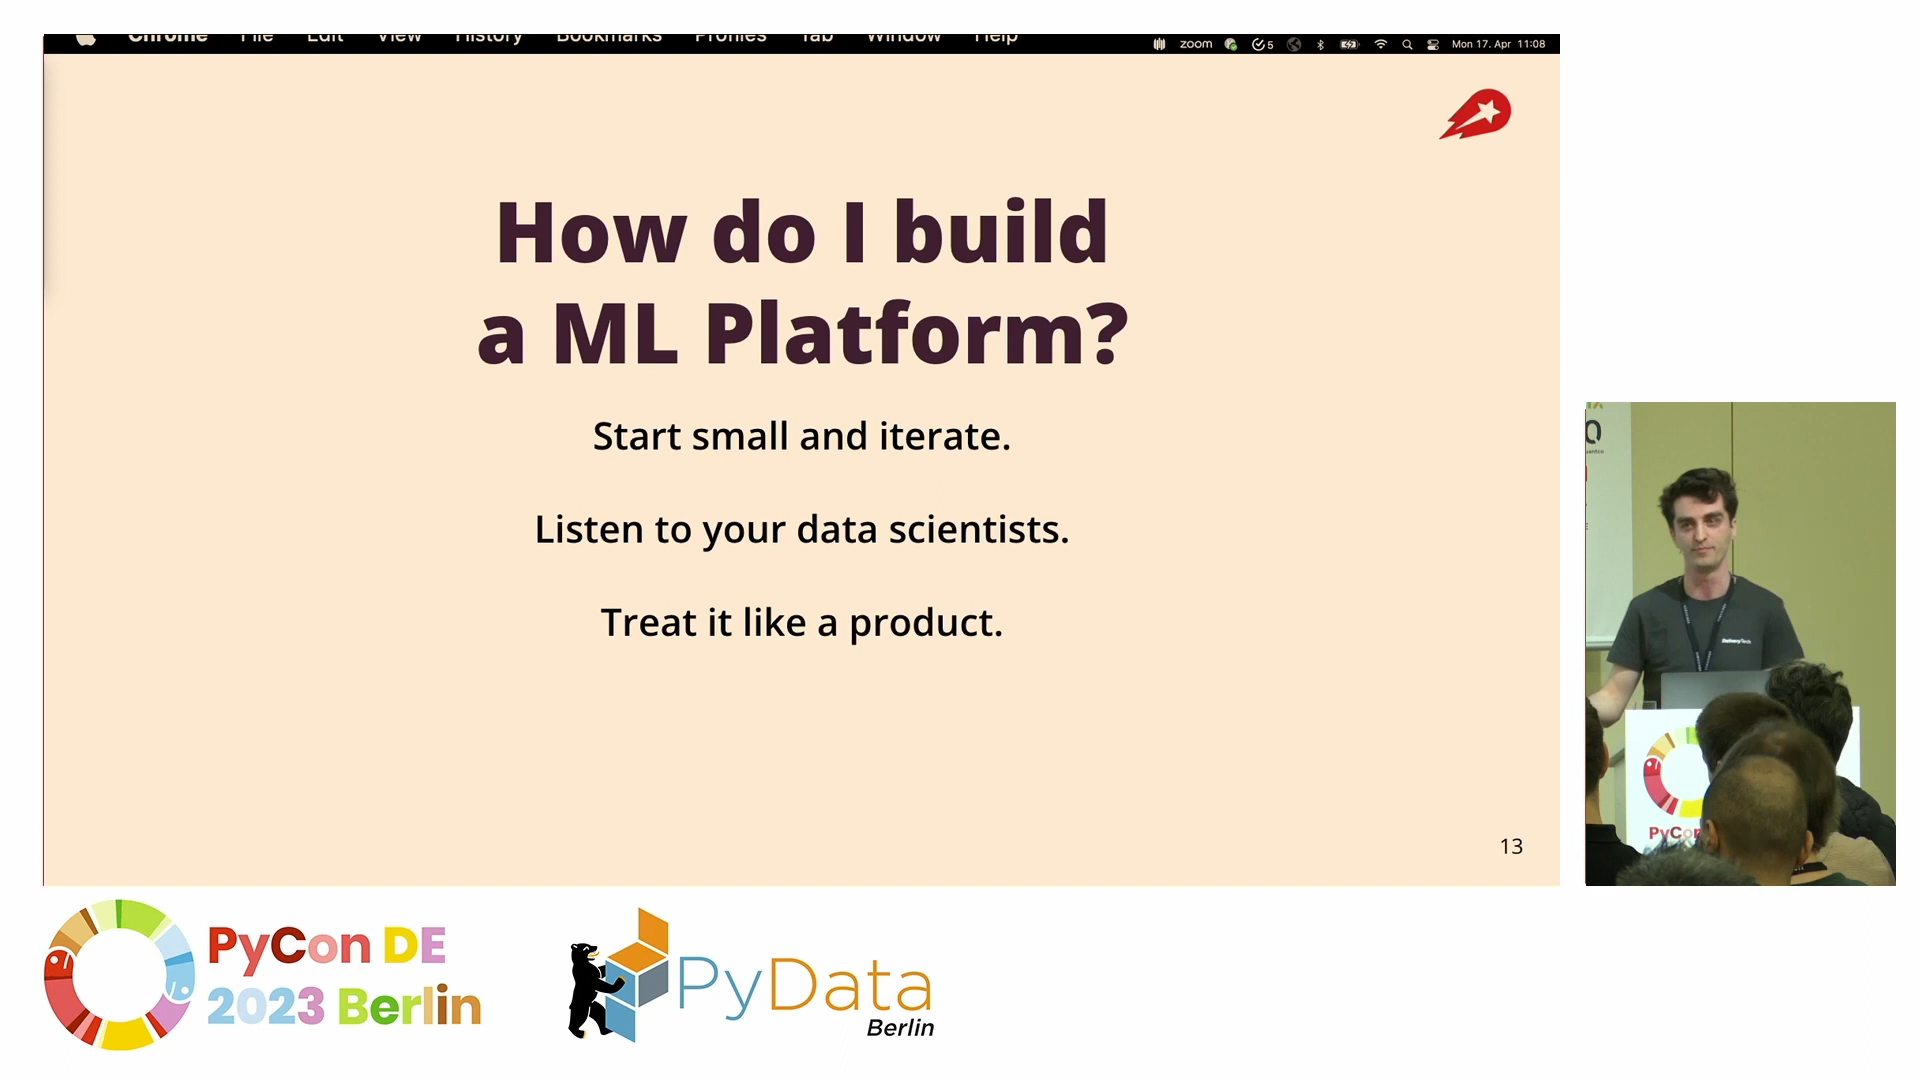 Chrome File Edit View History Bookmarks Profiles Tab Window Help
zoom 5 Mon 17. Apr 11:08
How do I build
a ML Platform?
Start small and iterate.
Listen to your data scientists.
Treat it like a product.
13
PyCon DE
2023 Berlin
PyData
Berlin